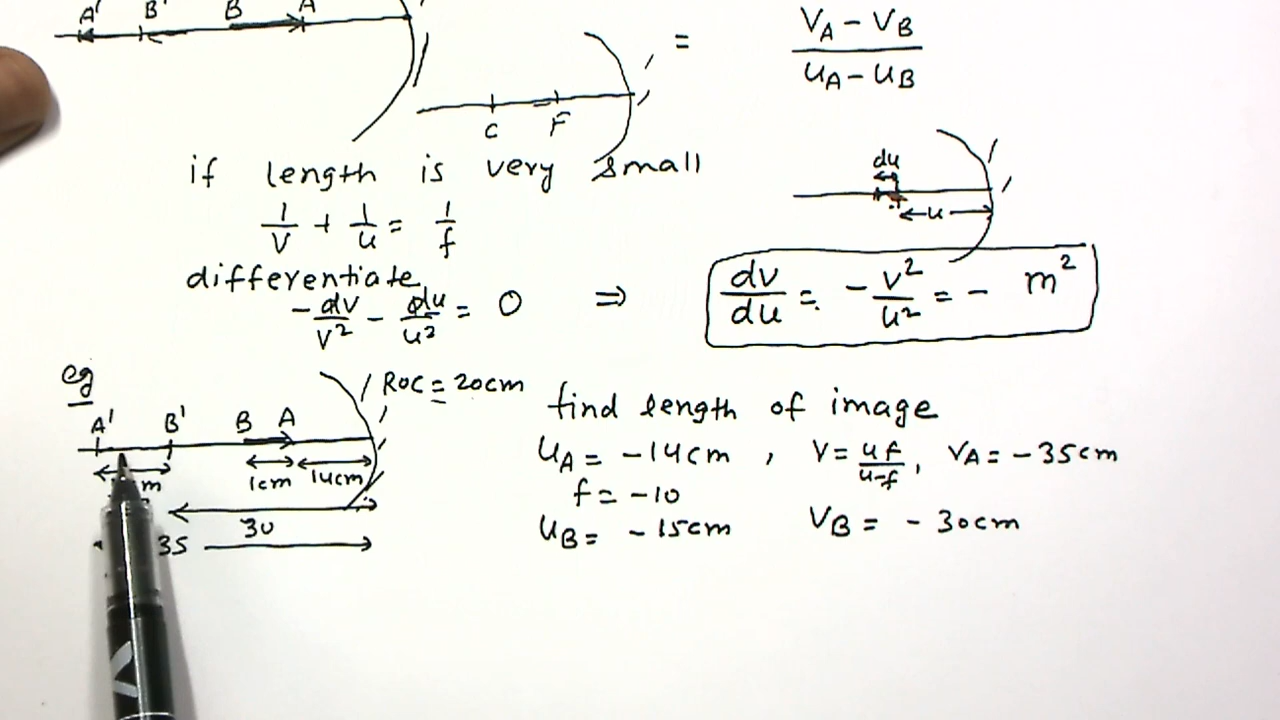 A' B' B A
= (V_A - V_B)/(u_A - u_B)
C F
if length is very small
du
u
1/v + 1/u = 1/f
differentiate
- dv/v² - du/u² = 0 ⇒ dv/du = - v²/u² = - m²
eg
ROC = 20cm
A' B' B A
find length of image
u_A = -14cm , v = uf/(u-f) , v_A = -35cm
1cm 14cm
f = -10
30
u_B = -15cm v_B = -30cm
35